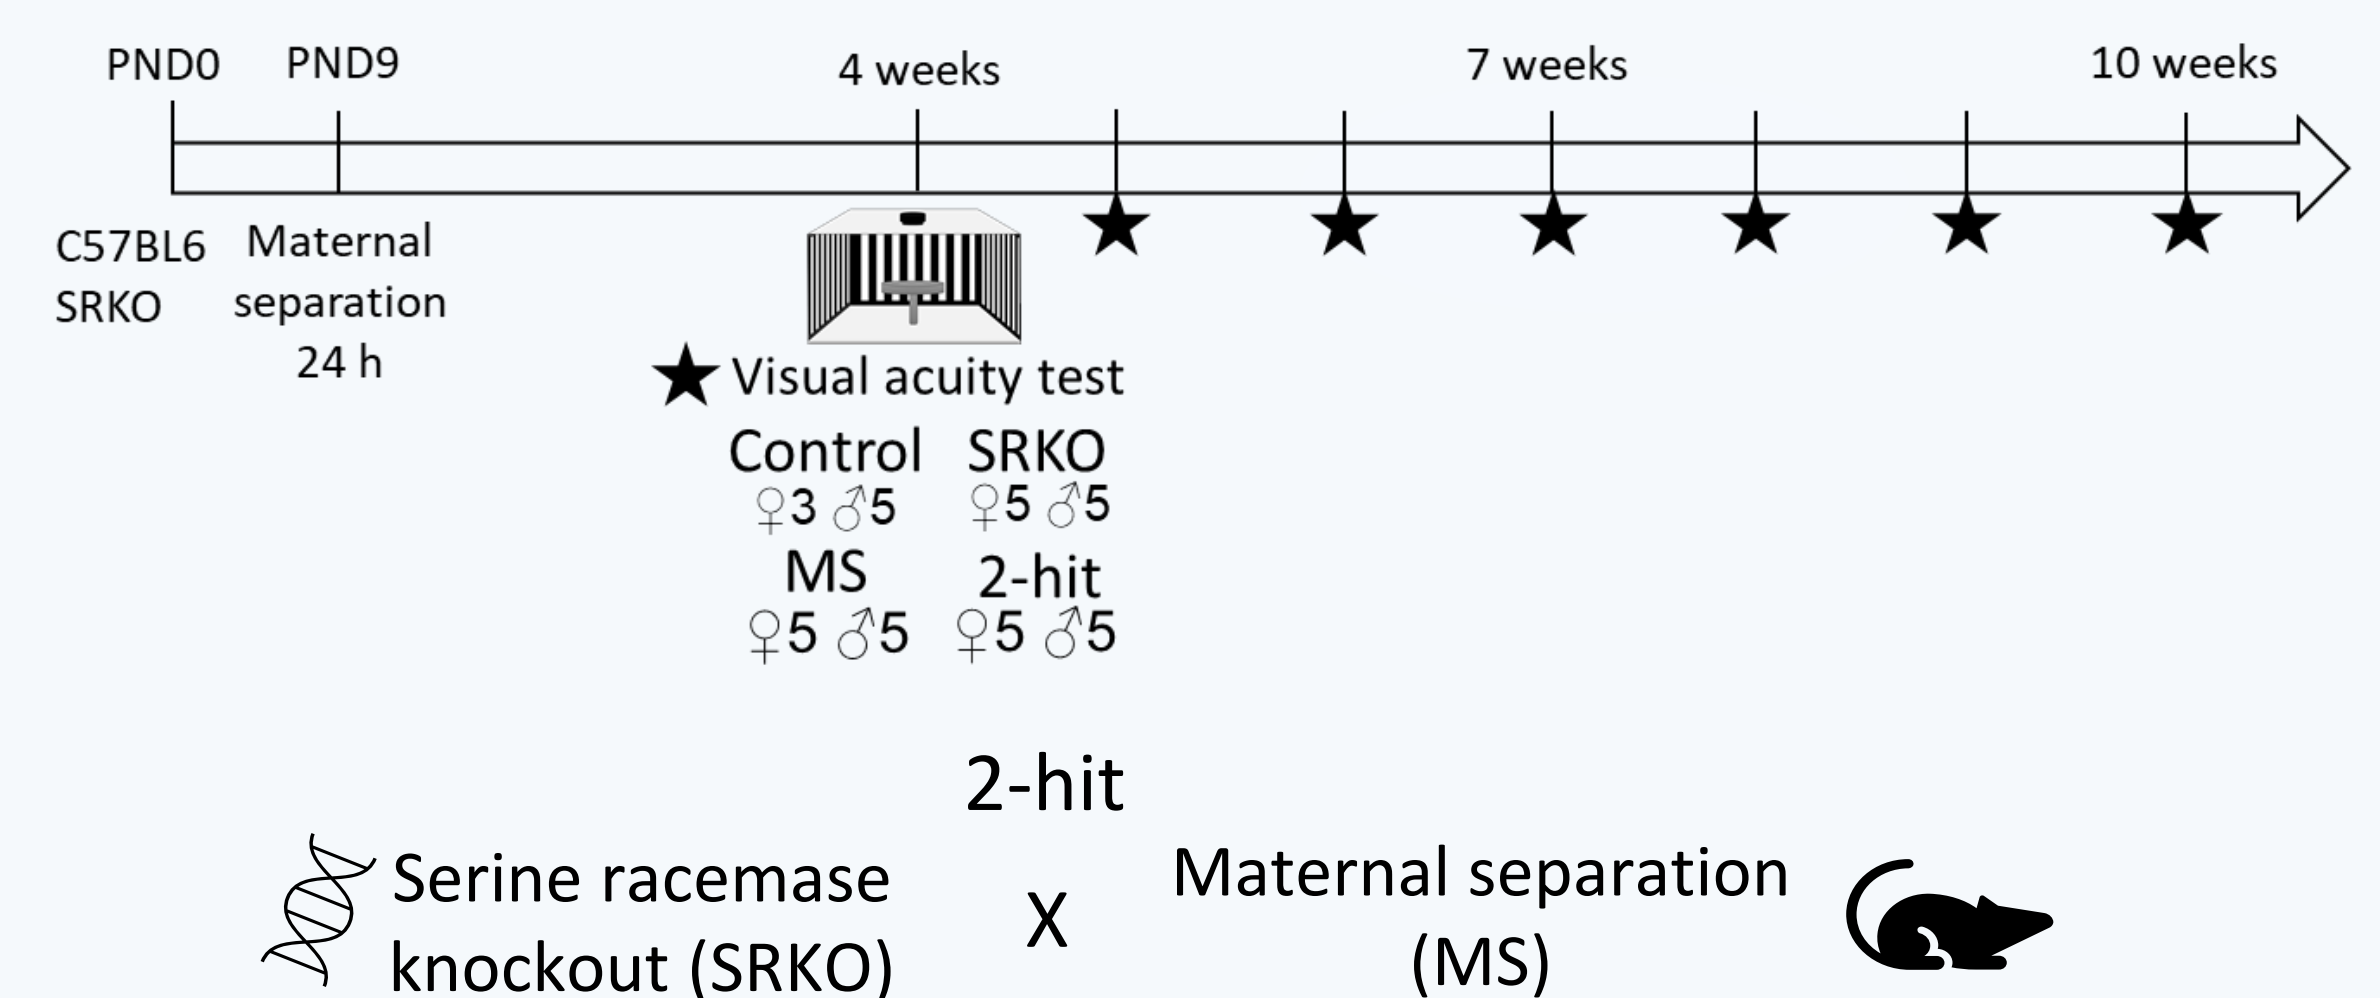 PND0
PND9
4 weeks
7 weeks
10 weeks
C57BL6
SRKO
Maternal
separation
24 h
★ Visual acuity test
Control
♀3 ♂5
SRKO
♀5 ♂5
MS
♀5 ♂5
2-hit
♀5 ♂5
2-hit
Serine racemase
knockout (SRKO)
X
Maternal separation
(MS)